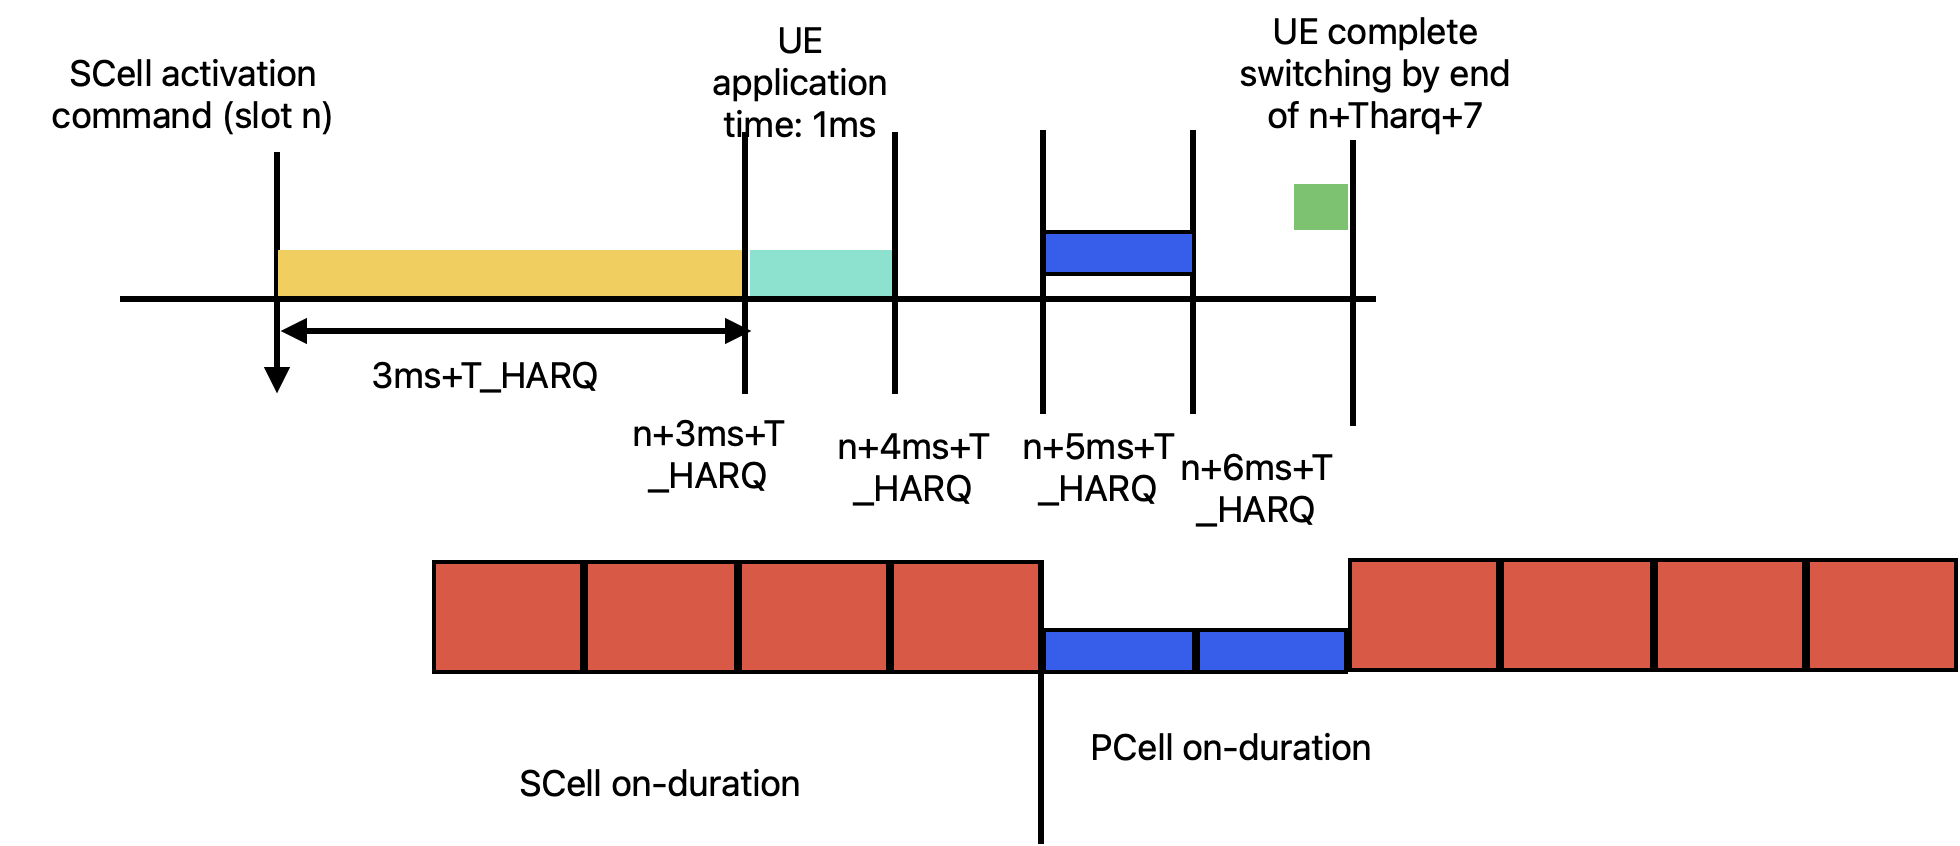 SCell activation
command (slot n)
UE
application
time: 1ms
UE complete
switching by end
of n+Tharq+7
3ms+T_HARQ
n+3ms+T
_HARQ
n+4ms+T
_HARQ
n+5ms+T
_HARQ
n+6ms+T
_HARQ
SCell on-duration
PCell on-duration